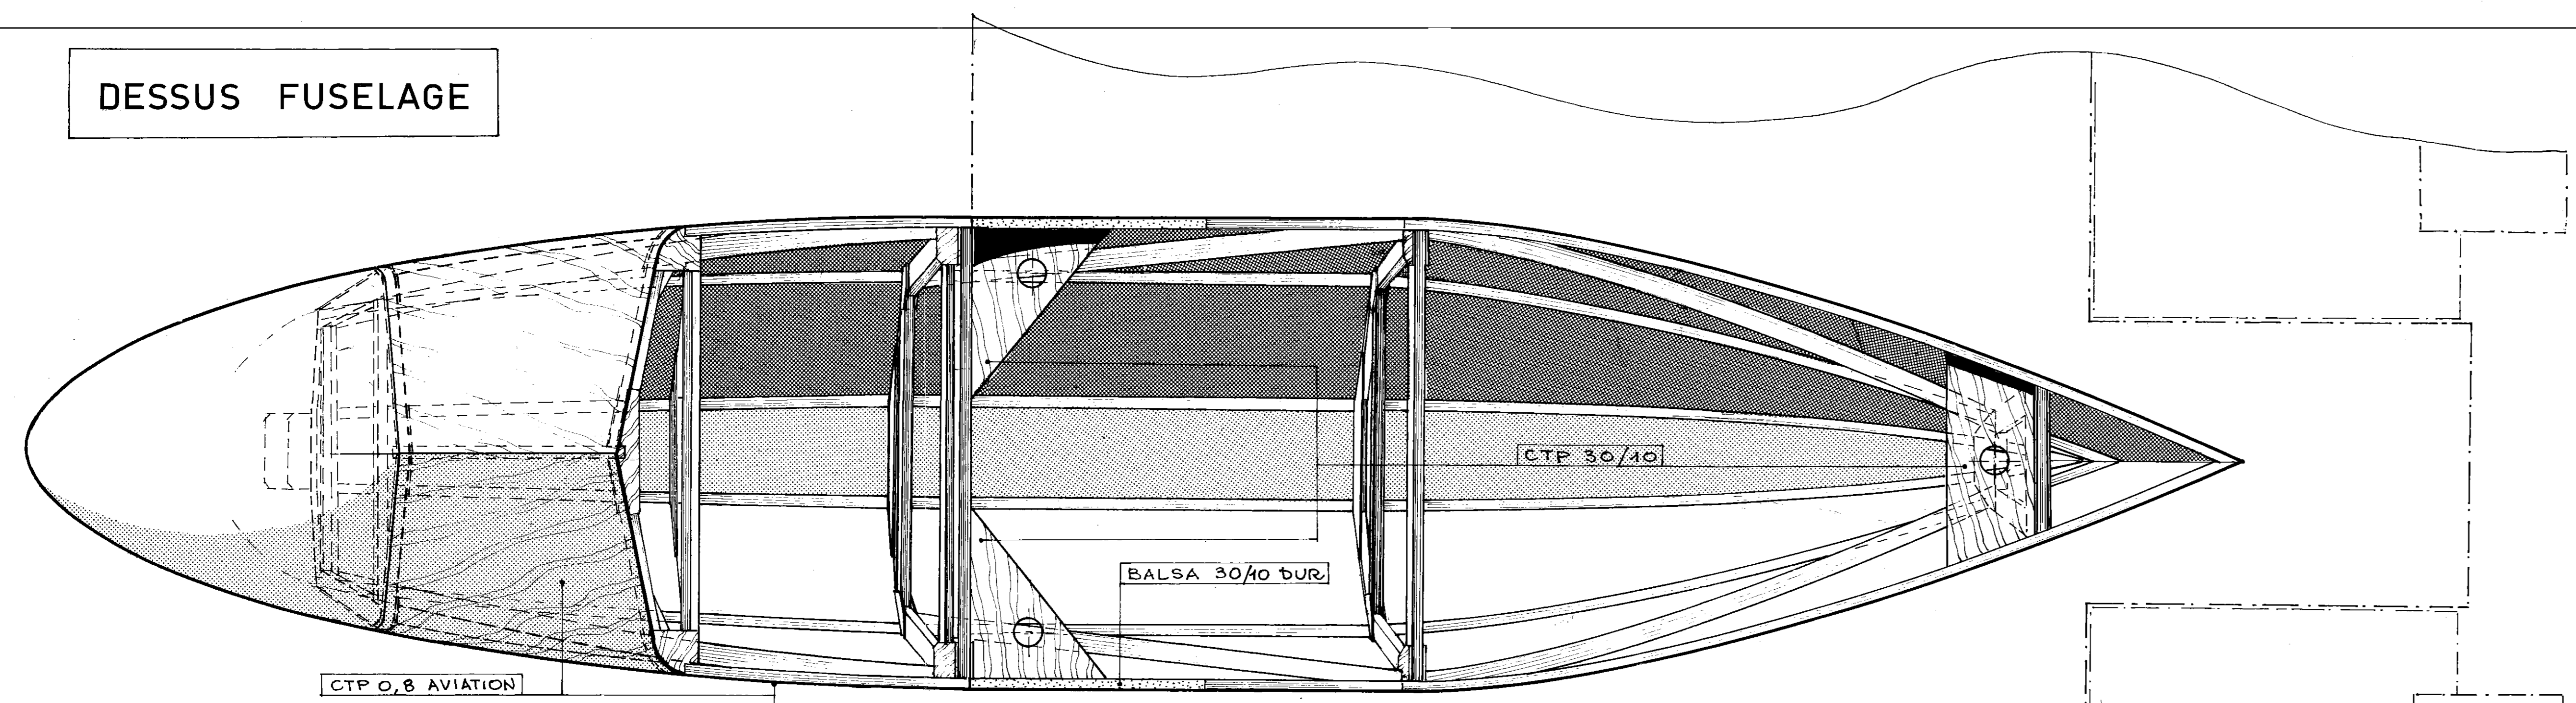 DESSUS FUSELAGE
CTP 30/10
BALSA 30/10 DUR
CTP 0,8 AVIATION